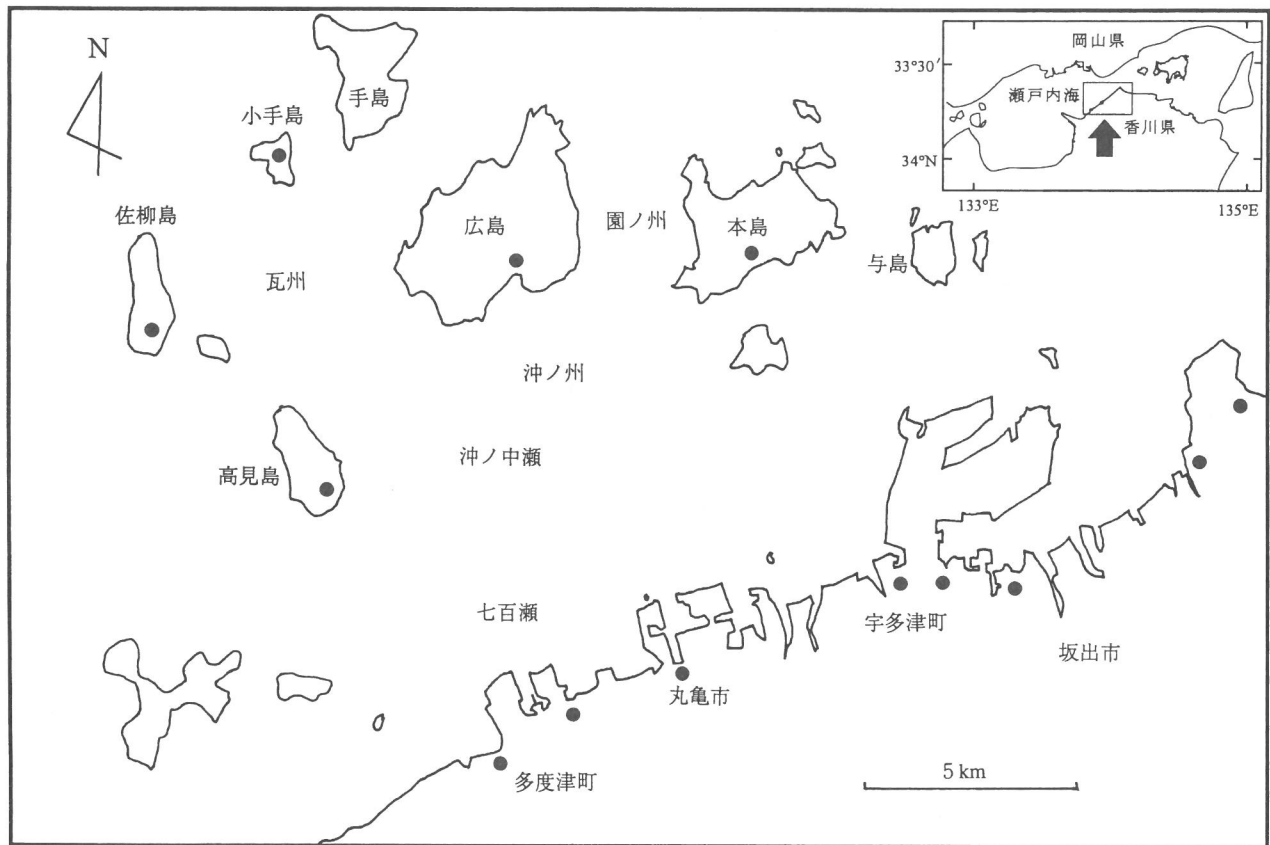 N
手島
小手島
佐柳島
瓦州
広島
園ノ州
本島
与島
沖ノ州
沖ノ中瀬
高見島
七百瀬
宇多津町
坂出市
丸亀市
多度津町
5 km
岡山県
33°30′
瀬戸内海
香川県
34°N
133°E
135°E